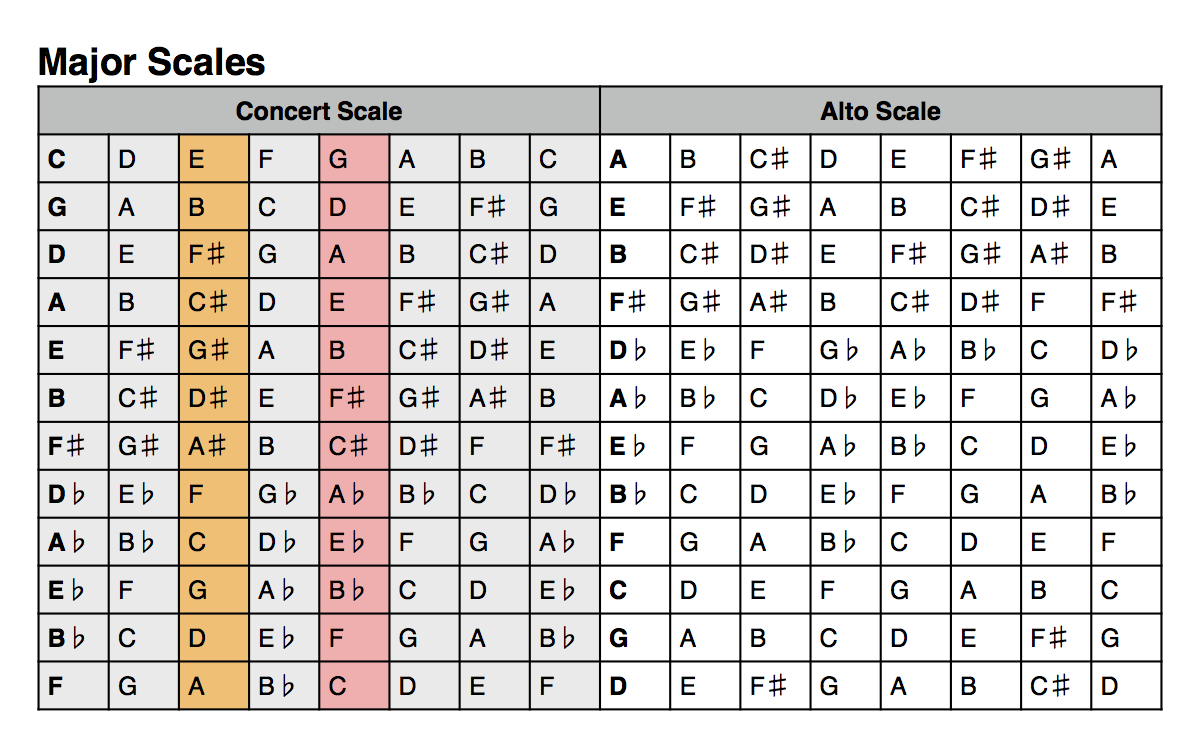 Major Scales
Concert Scale Alto Scale
C D E F G A B C A B C♯ D E F♯ G♯ A
G A B C D E F♯ G E F♯ G♯ A B C♯ D♯ E
D E F♯ G A B C♯ D B C♯ D♯ E F♯ G♯ A♯ B
A B C♯ D E F♯ G♯ A F♯ G♯ A♯ B C♯ D♯ F F♯
E F♯ G♯ A B C♯ D♯ E D♭ E♭ F G♭ A♭ B♭ C D♭
B C♯ D♯ E F♯ G♯ A♯ B A♭ B♭ C D♭ E♭ F G A♭
F♯ G♯ A♯ B C♯ D♯ F F♯ E♭ F G A♭ B♭ C D E♭
D♭ E♭ F G♭ A♭ B♭ C D♭ B♭ C D E♭ F G A B♭
A♭ B♭ C D♭ E♭ F G A♭ F G A B♭ C D E F
E♭ F G A♭ B♭ C D E♭ C D E F G A B C
B♭ C D E♭ F G A B♭ G A B C D E F♯ G
F G A B♭ C D E F D E F♯ G A B C♯ D